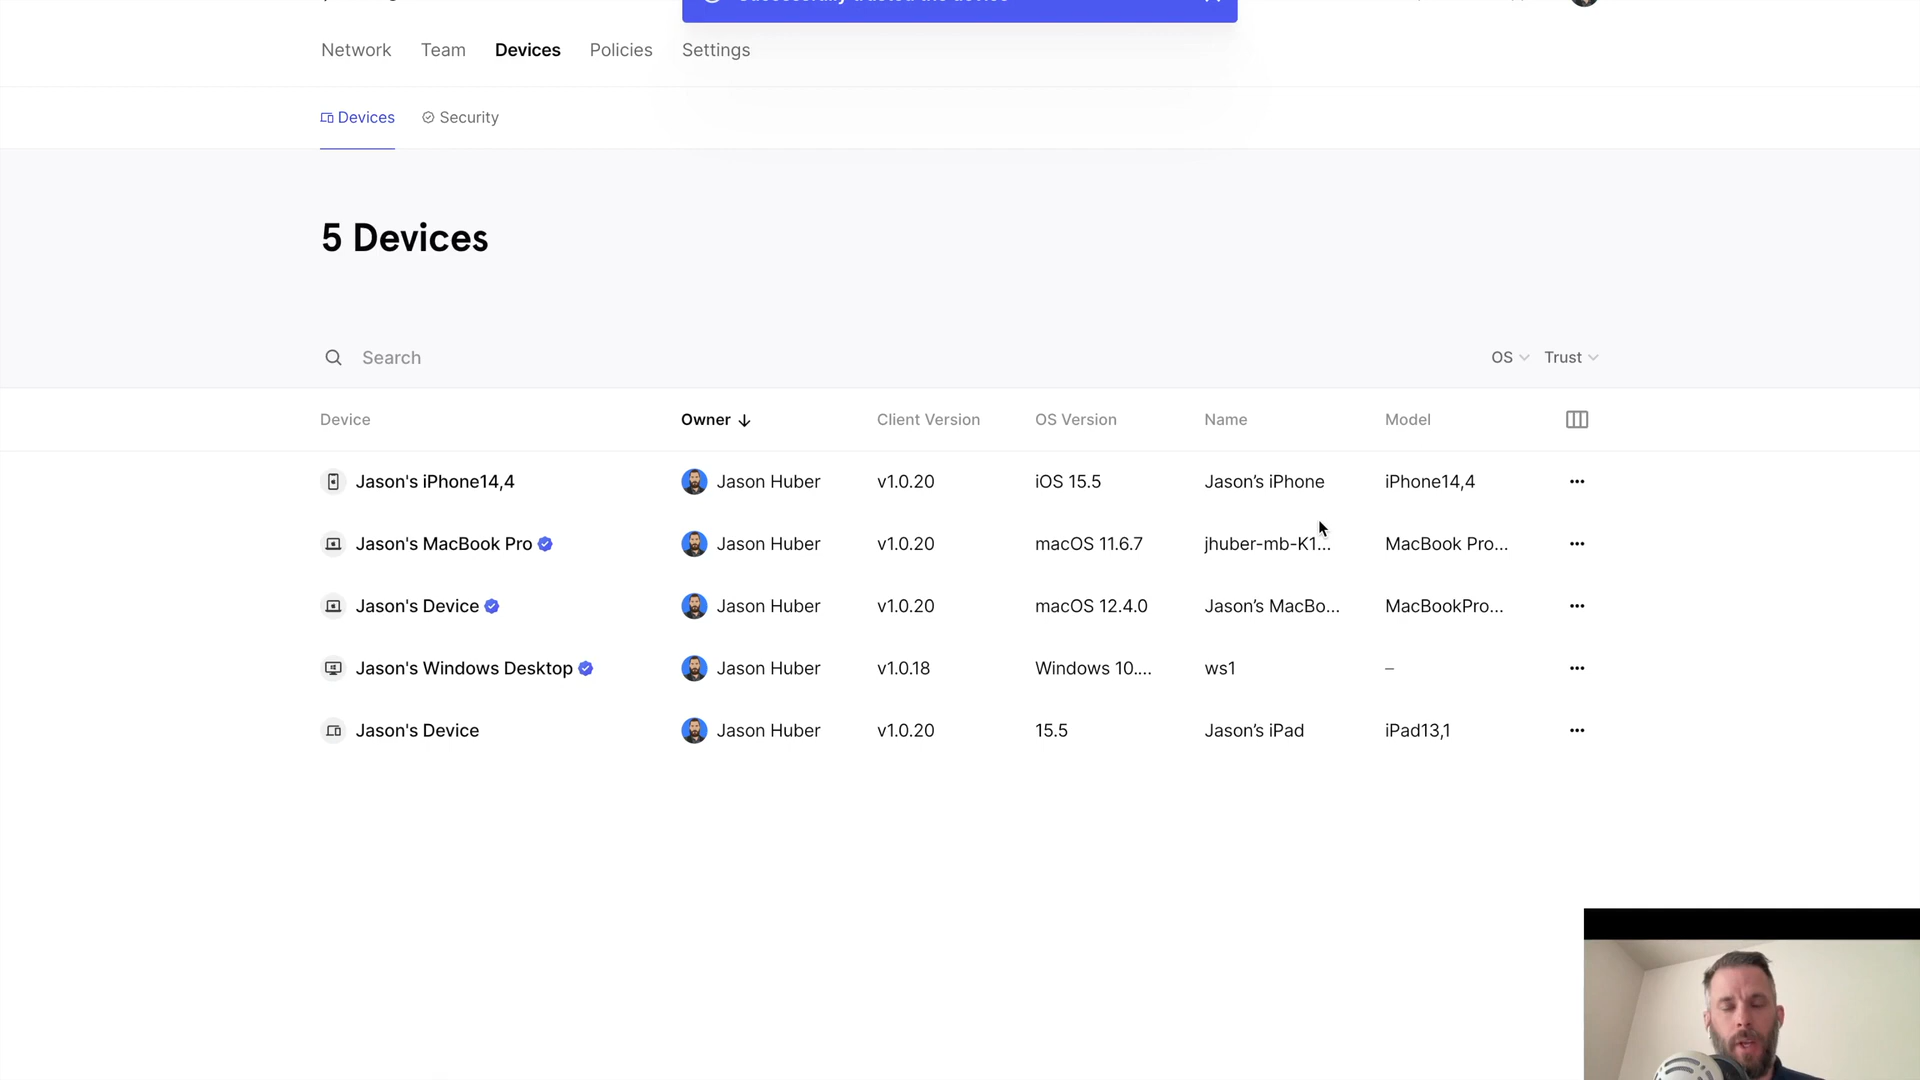 Successfully trusted the device
Network Team Devices Policies Settings
Devices Security
5 Devices
Search OS Trust
Device Owner Client Version OS Version Name Model
Jason's iPhone14,4 Jason Huber v1.0.20 iOS 15.5 Jason’s iPhone iPhone14,4
Jason's MacBook Pro Jason Huber v1.0.20 macOS 11.6.7 jhuber-mb-K1... MacBook Pro...
Jason's Device Jason Huber v1.0.20 macOS 12.4.0 Jason’s MacBo... MacBookPro...
Jason's Windows Desktop Jason Huber v1.0.18 Windows 10.... ws1 –
Jason's Device Jason Huber v1.0.20 15.5 Jason’s iPad iPad13,1